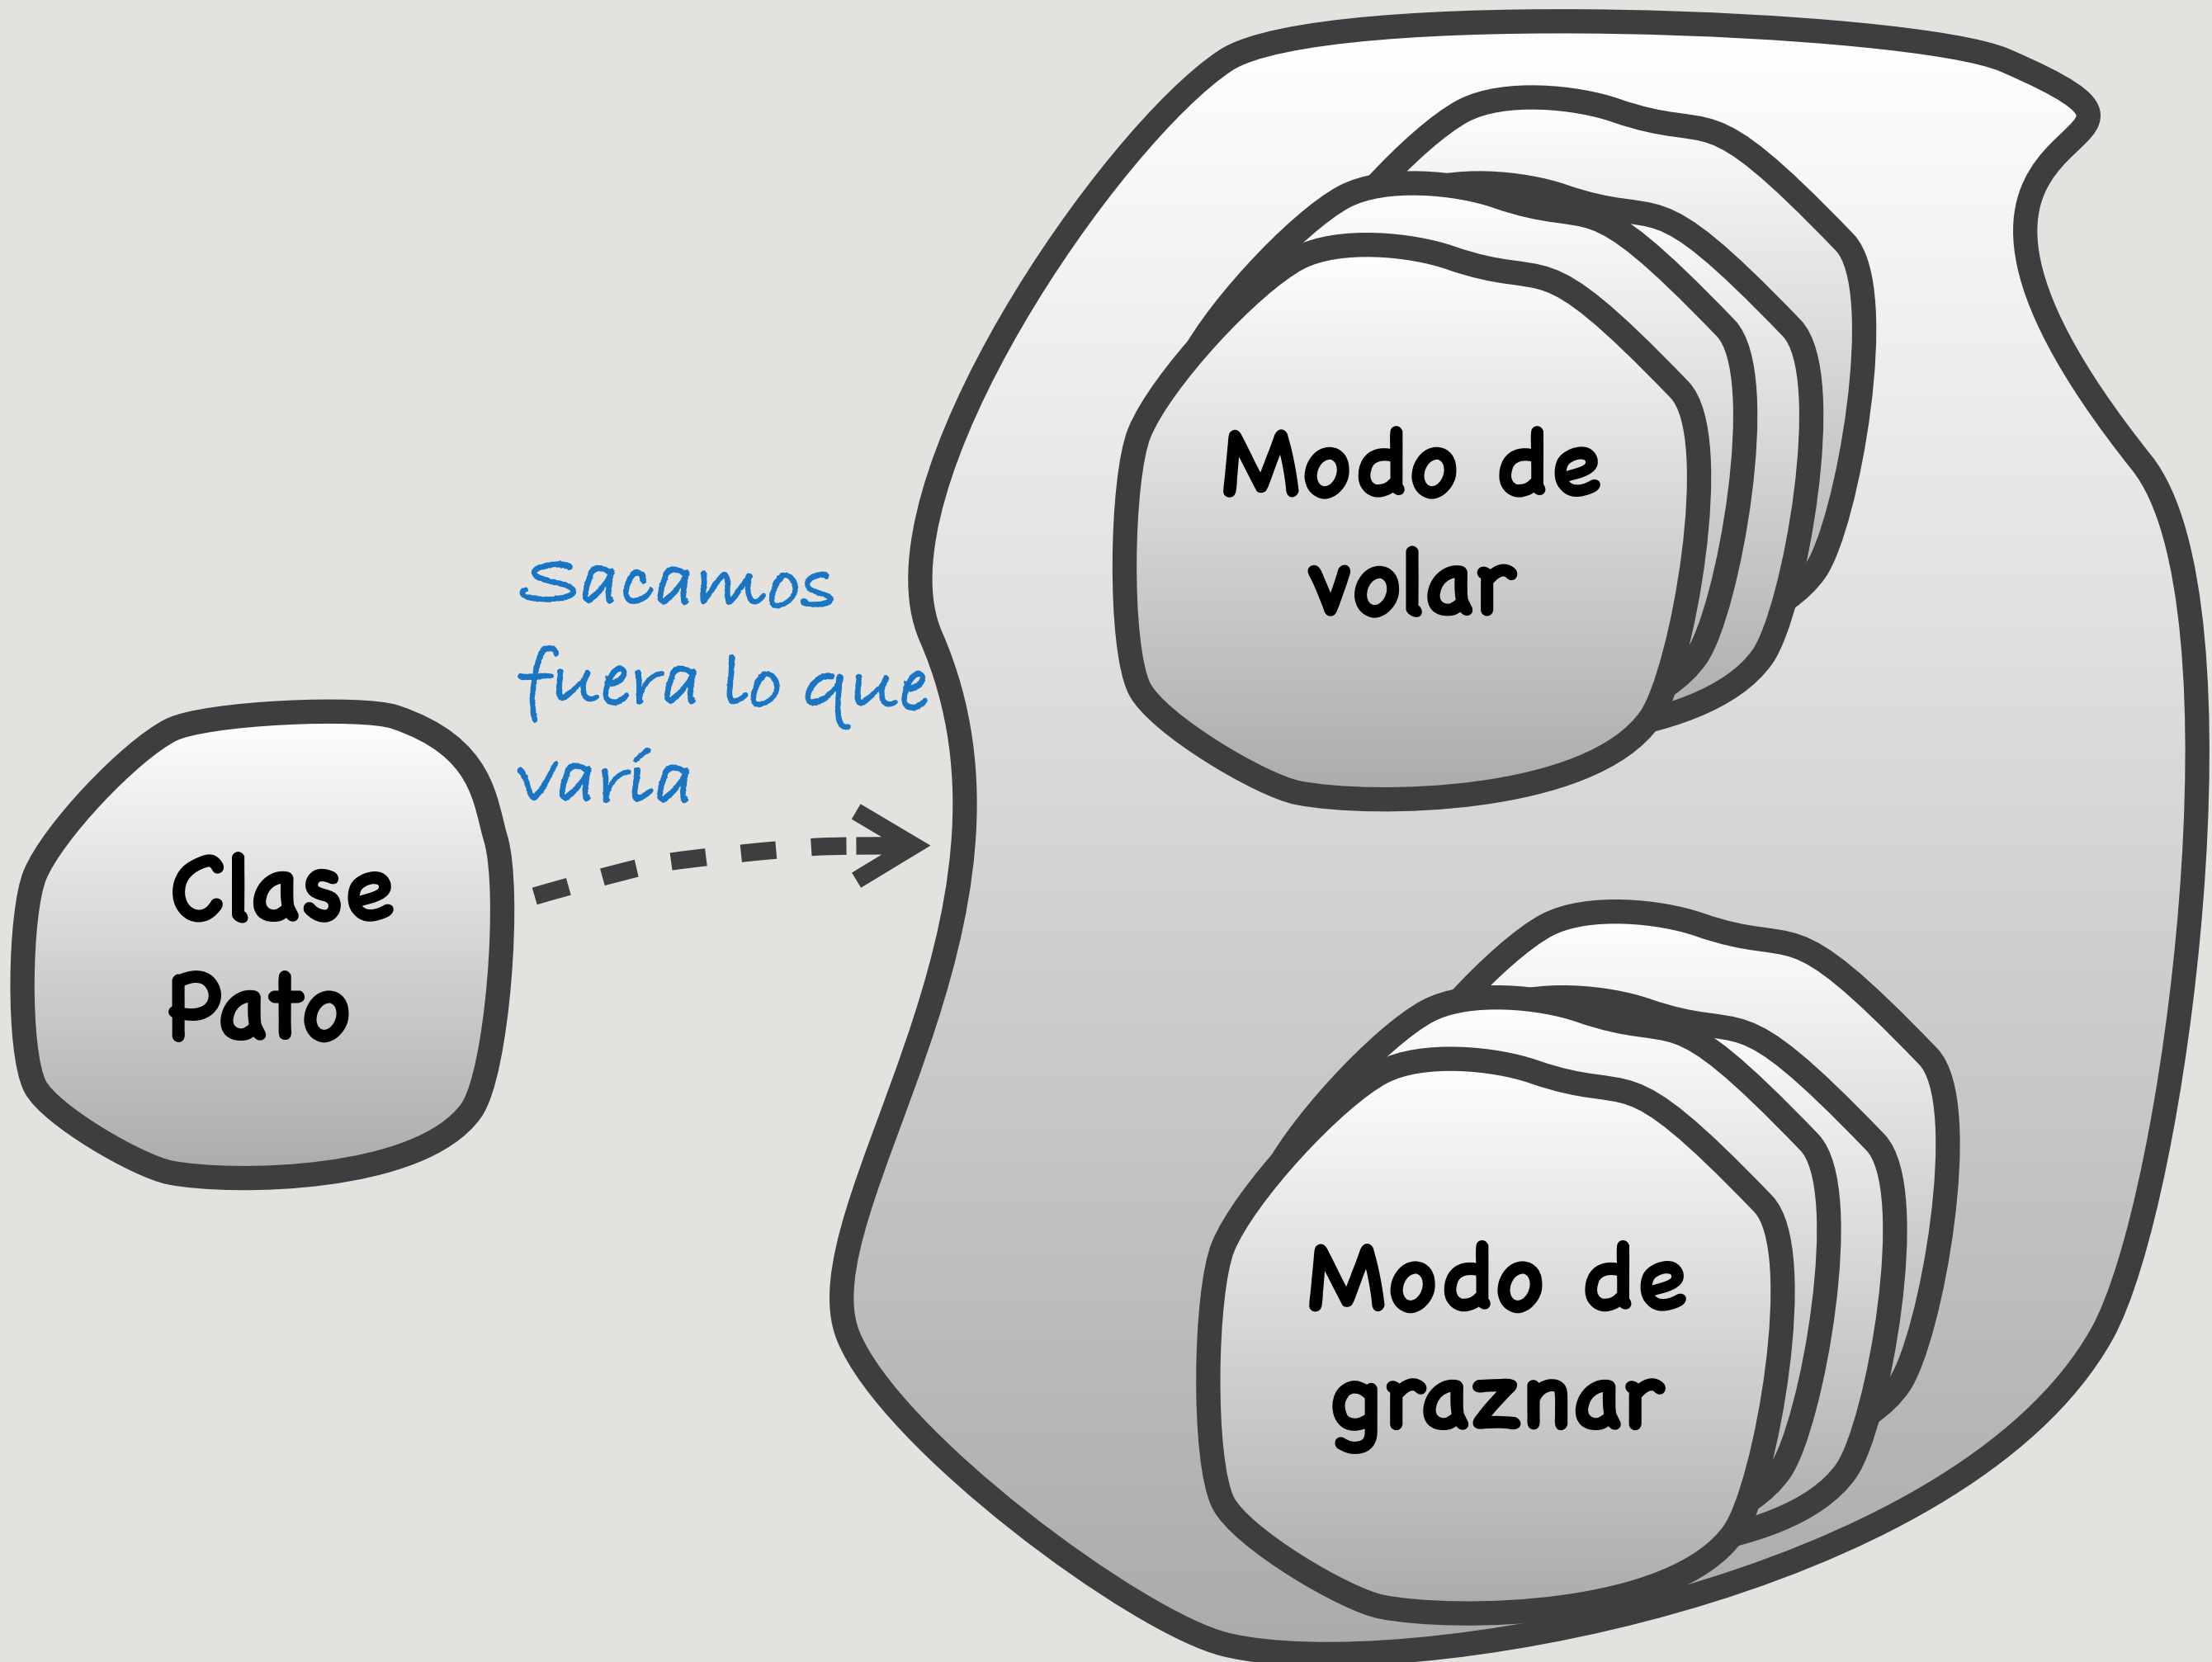 Modo de
volar
sacamos
fuera lo que
varía
Clase
Pato
Modo de
graznar